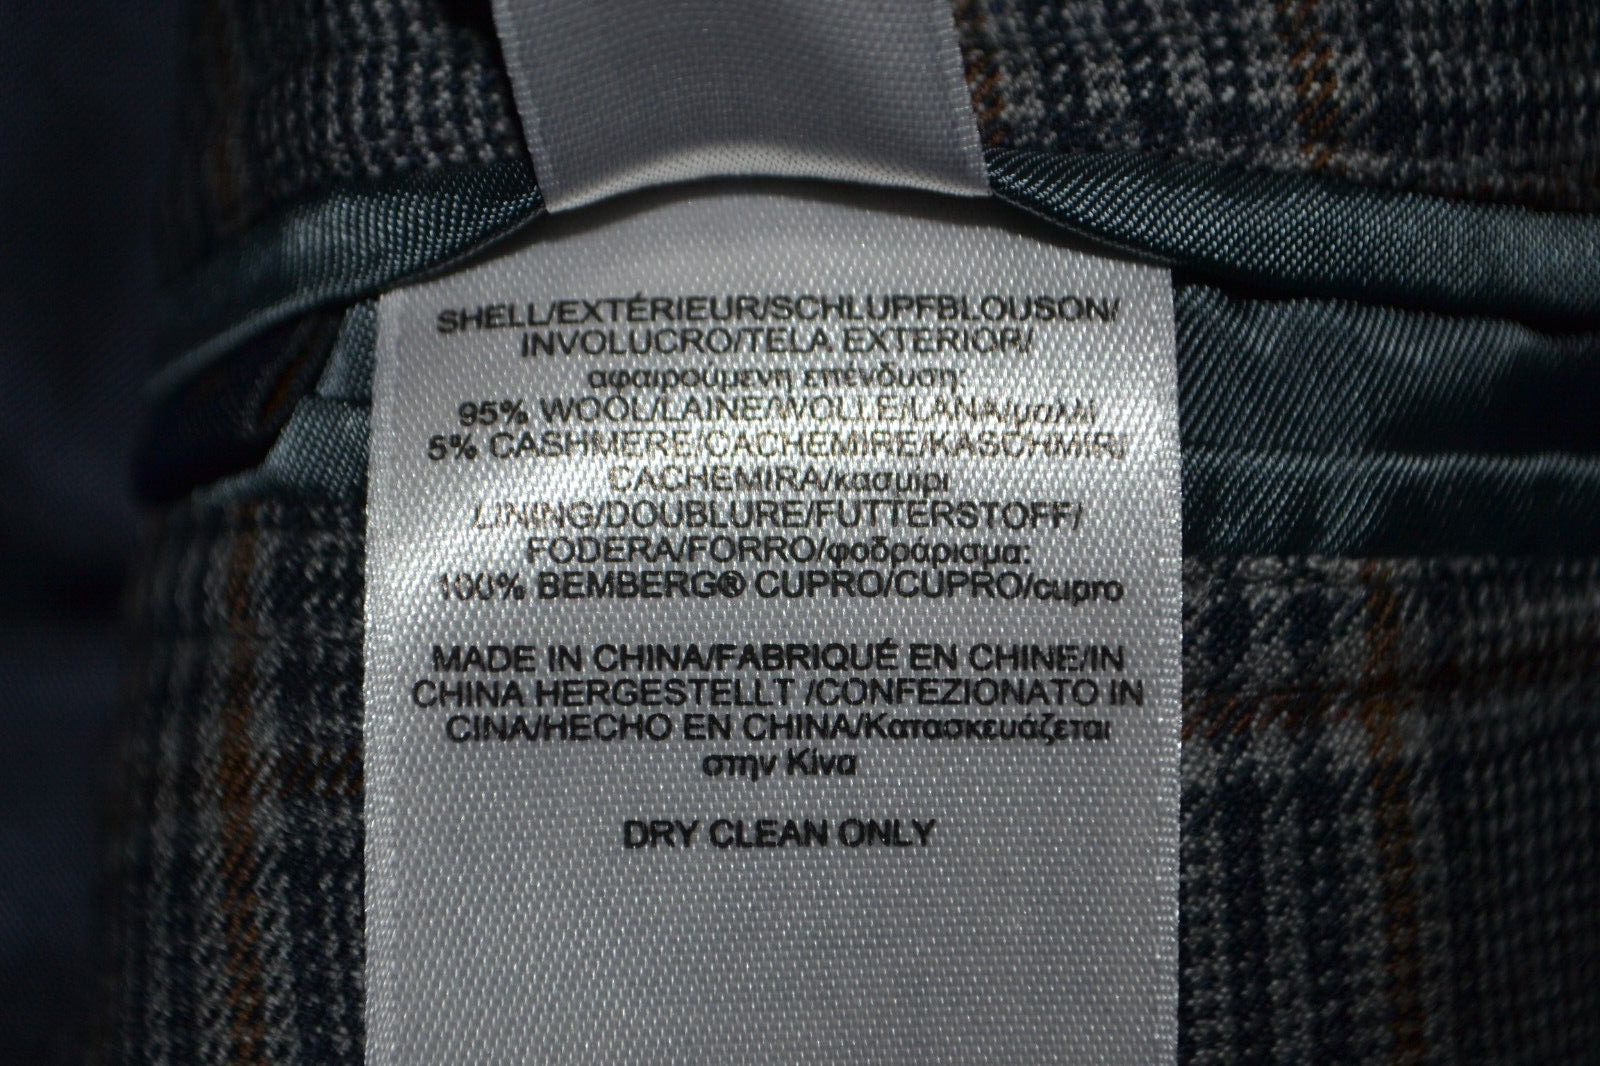 SHELL/EXTÉRIEUR/SCHLUPFBLOUSON/
INVOLUCRO/TELA EXTERIOR/
αφαιρούμενη επένδυση:
95% WOOL/LAINE/WOLLE/LANA/μαλλί
5% CASHMERE/CACHEMIRE/KASCHMIR/
CACHEMIRA/κασμίρι
LINING/DOUBLURE/FUTTERSTOFF/
FODERA/FORRO/φοδράρισμα:
100% BEMBERG® CUPRO/CUPRO/cupro
MADE IN CHINA/FABRIQUÉ EN CHINE/IN
CHINA HERGESTELLT /CONFEZIONATO IN
CINA/HECHO EN CHINA/Κατασκευάζεται
στην Κίνα
DRY CLEAN ONLY